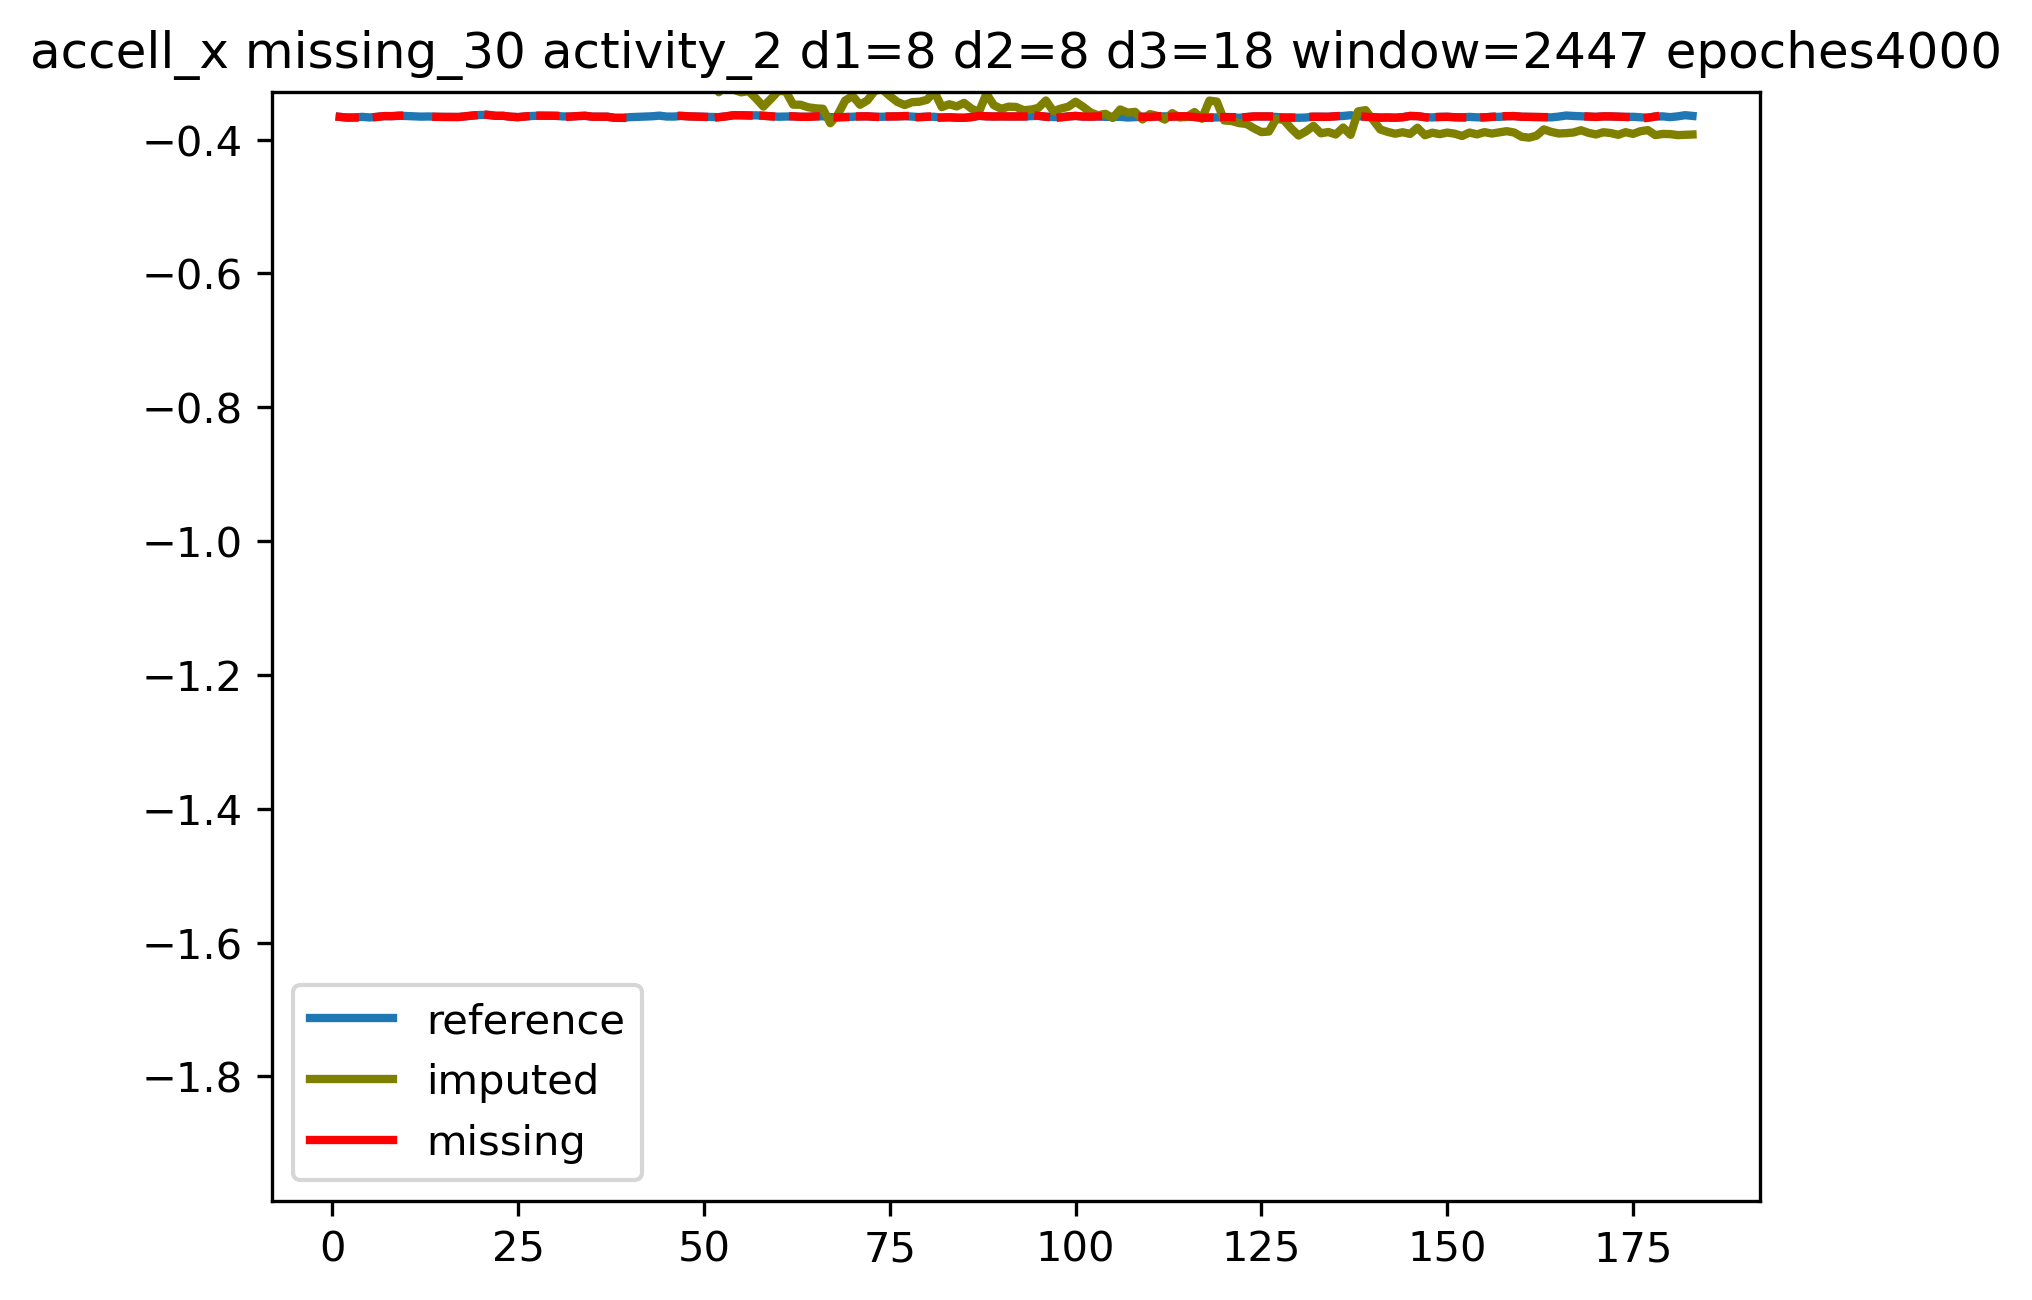 accell_x missing_30 activity_2 d1=8 d2=8 d3=18 window=2447 epoches4000
−0.4
−0.6
−0.8
−1.0
−1.2
−1.4
−1.6
−1.8
reference
imputed
missing
0 25 50 75 100 125 150 175